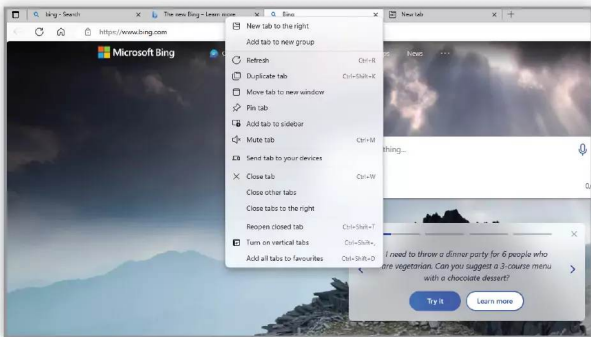 bing - Search
The new Bing - Learn more
Bing
New tab
https://www.bing.com
Microsoft Bing
News
New tab to the right
Add tab to new group
Refresh Ctrl+R
Duplicate tab Ctrl+Shift+K
Move tab to new window
Pin tab
Add tab to sidebar
Mute tab Ctrl+M
Send tab to your devices
Close tab Ctrl+W
Close other tabs
Close tabs to the right
Reopen closed tab Ctrl+Shift+T
Turn on vertical tabs Ctrl+Shift+,
Add all tabs to favourites Ctrl+Shift+D
thing...
I need to throw a dinner party for 6 people who
are vegetarian. Can you suggest a 3-course menu
with a chocolate dessert?
Try it
Learn more